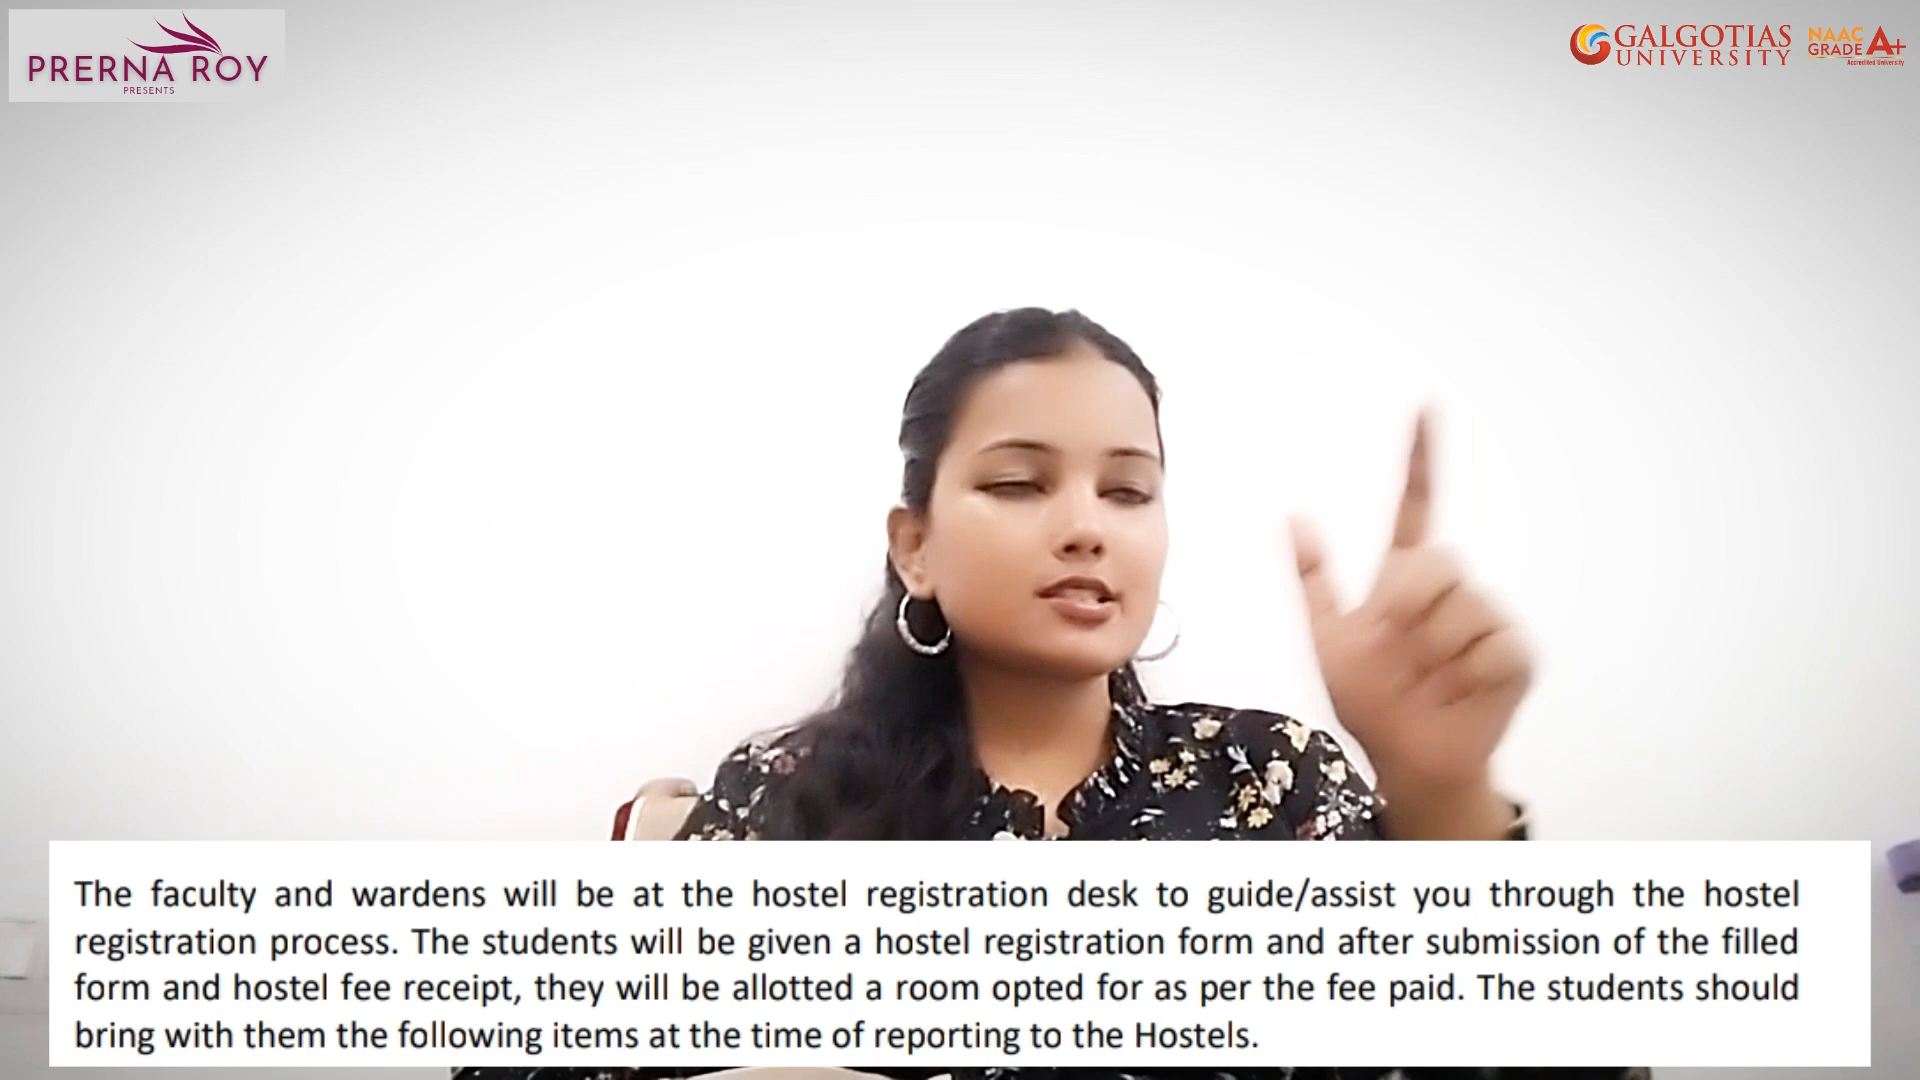 PRERNA ROY
PRESENTS
GALGOTIAS
UNIVERSITY
NAAC
GRADE A+
Accredited University
The faculty and wardens will be at the hostel registration desk to guide/assist you through the hostel
registration process. The students will be given a hostel registration form and after submission of the filled
form and hostel fee receipt, they will be allotted a room opted for as per the fee paid. The students should
bring with them the following items at the time of reporting to the Hostels.